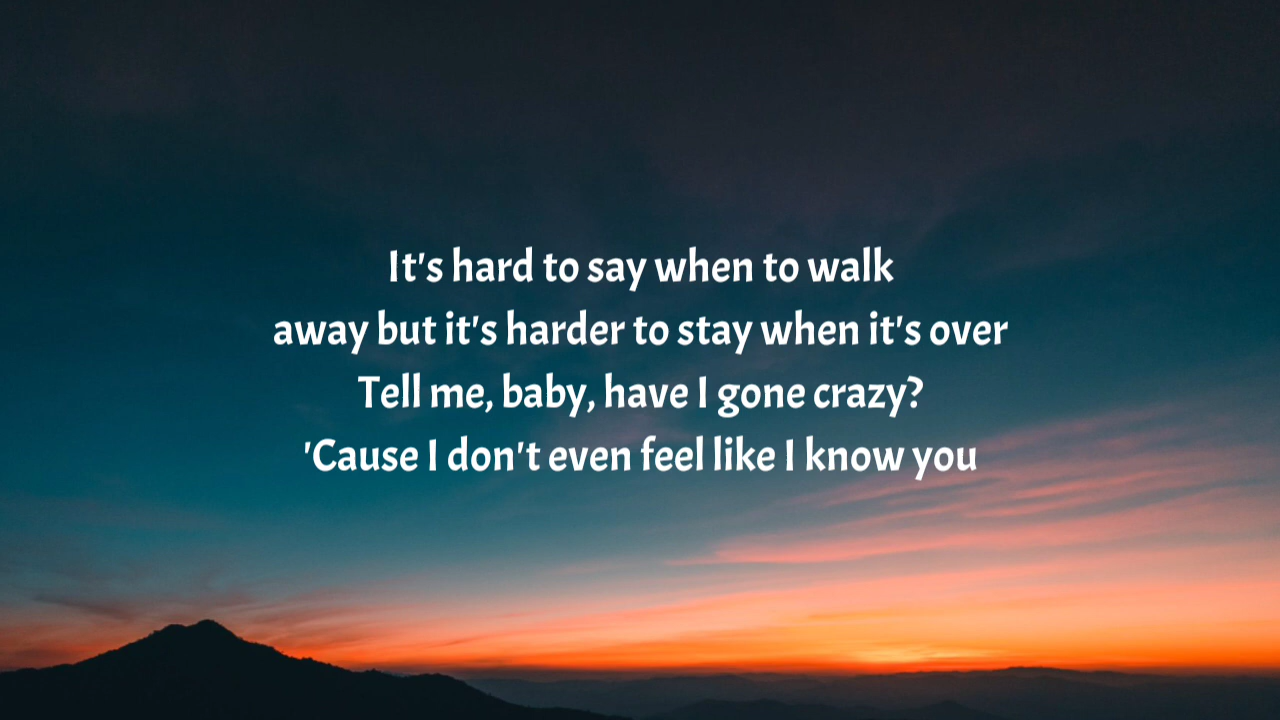 It's hard to say when to walk
away but it's harder to stay when it's over
Tell me, baby, have I gone crazy?
'Cause I don't even feel like I know you